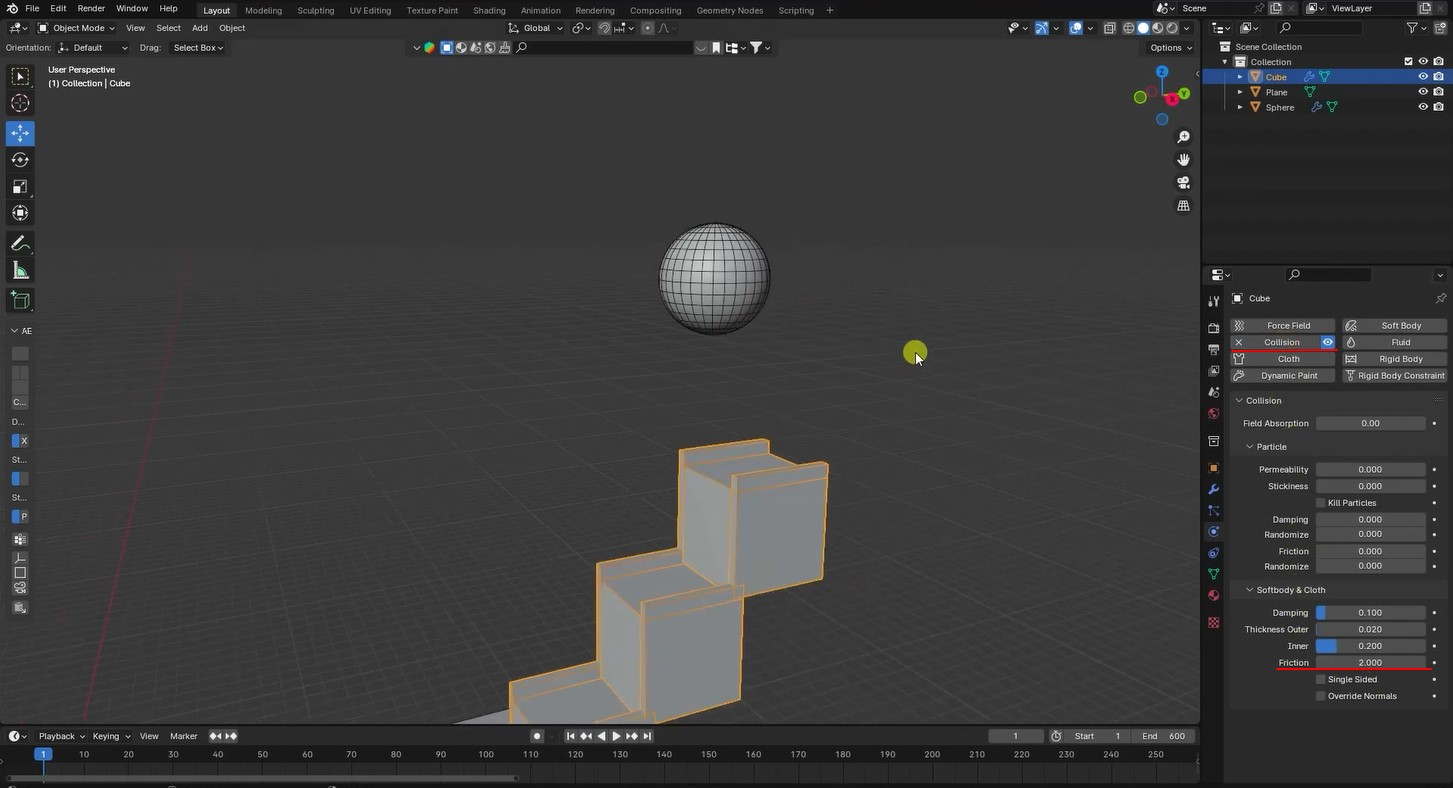 File Edit Render Window Help Layout Modeling Sculpting UV Editing Texture Paint Shading Animation Rendering Compositing Geometry Nodes Scripting + Scene ViewLayer
Object Mode View Select Add Object Global
Orientation: Default Drag: Select Box Options
User Perspective
(1) Collection | Cube
Z
Y
X
AE
C...
D...
X
St...
St...
P
Scene Collection
Collection
Cube
Plane
Sphere
Cube
Force Field Soft Body
Collision Fluid
Cloth Rigid Body
Dynamic Paint Rigid Body Constraint
Collision
Field Absorption 0.00
Particle
Permeability 0.000
Stickiness 0.000
Kill Particles
Damping 0.000
Randomize 0.000
Friction 0.000
Randomize 0.000
Softbody & Cloth
Damping 0.100
Thickness Outer 0.020
Inner 0.200
Friction 2.000
Single Sided
Override Normals
Playback Keying View Marker 1 Start 1 End 600
1 10 20 30 40 50 60 70 80 90 100 110 120 130 140 150 160 170 180 190 200 210 220 230 240 250